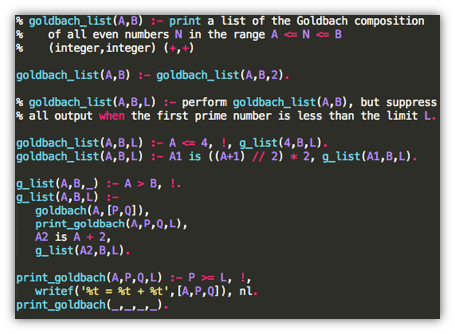 % goldbach_list(A,B) :- print a list of the Goldbach composition
%    of all even numbers N in the range A <= N <= B
%    (integer,integer) (+,+)
goldbach_list(A,B) :- goldbach_list(A,B,2).
% goldbach_list(A,B,L) :- perform goldbach_list(A,B), but suppress
% all output when the first prime number is less than the limit L.
goldbach_list(A,B,L) :- A <= 4, !, g_list(4,B,L).
goldbach_list(A,B,L) :- A1 is ((A+1) // 2) * 2, g_list(A1,B,L).
g_list(A,B,_) :- A > B, !.
g_list(A,B,L) :-
   goldbach(A,[P,Q]),
   print_goldbach(A,P,Q,L),
   A2 is A + 2,
   g_list(A2,B,L).
print_goldbach(A,P,Q,L) :- P >= L, !,
   writef('%t = %t + %t',[A,P,Q]), nl.
print_goldbach(_,_,_,_).